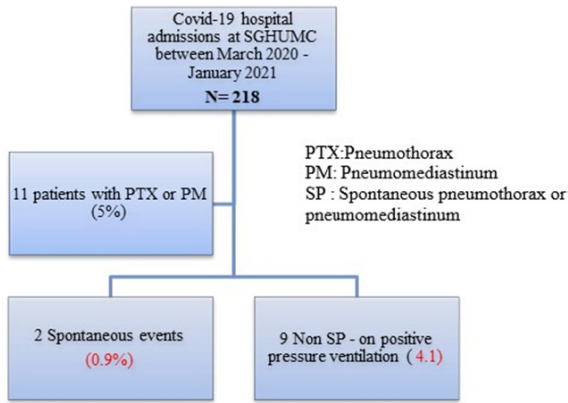 Covid-19 hospital
admissions at SGHUMC
between March 2020 -
January 2021
N= 218
PTX:Pneumothorax
PM: Pneumomediastinum
SP : Spontaneous pneumothorax or
pneumomediastinum
11 patients with PTX or PM
(5%)
2 Spontaneous events
(0.9%)
9 Non SP - on positive
pressure ventilation ( 4.1)